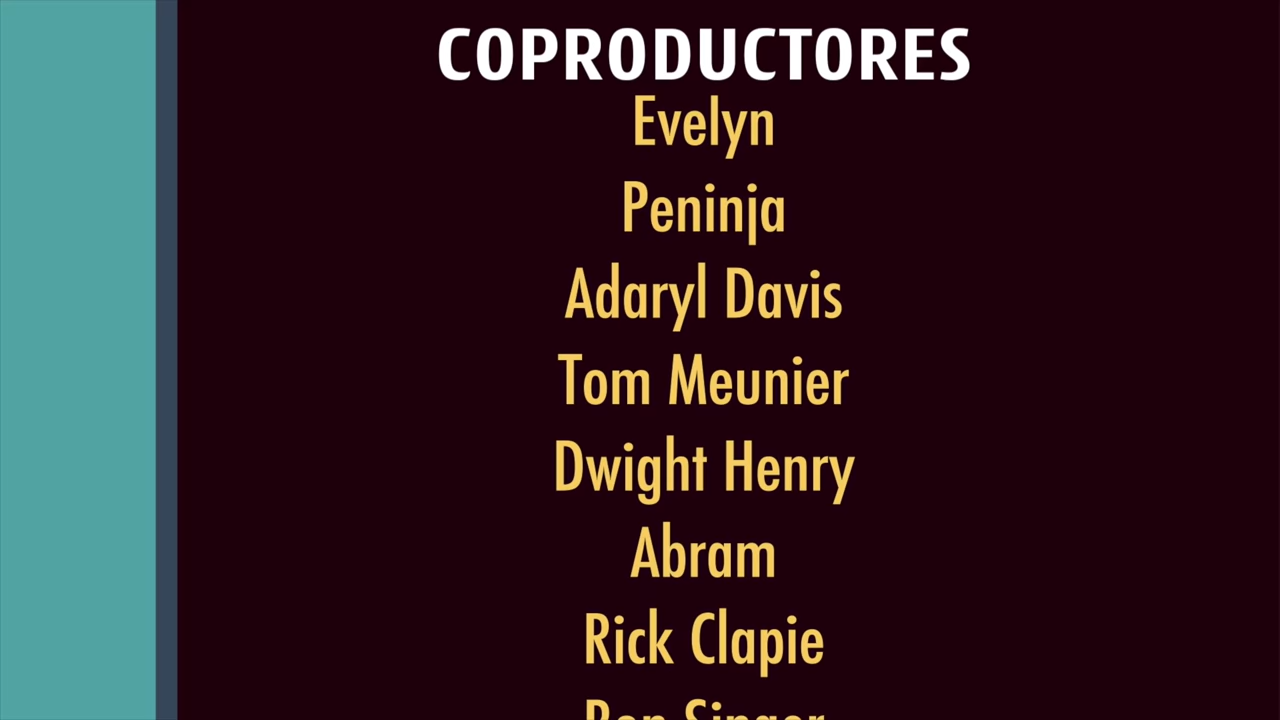 COPRODUCTORES
Evelyn
Peninja
Adaryl Davis
Tom Meunier
Dwight Henry
Abram
Rick Clapie